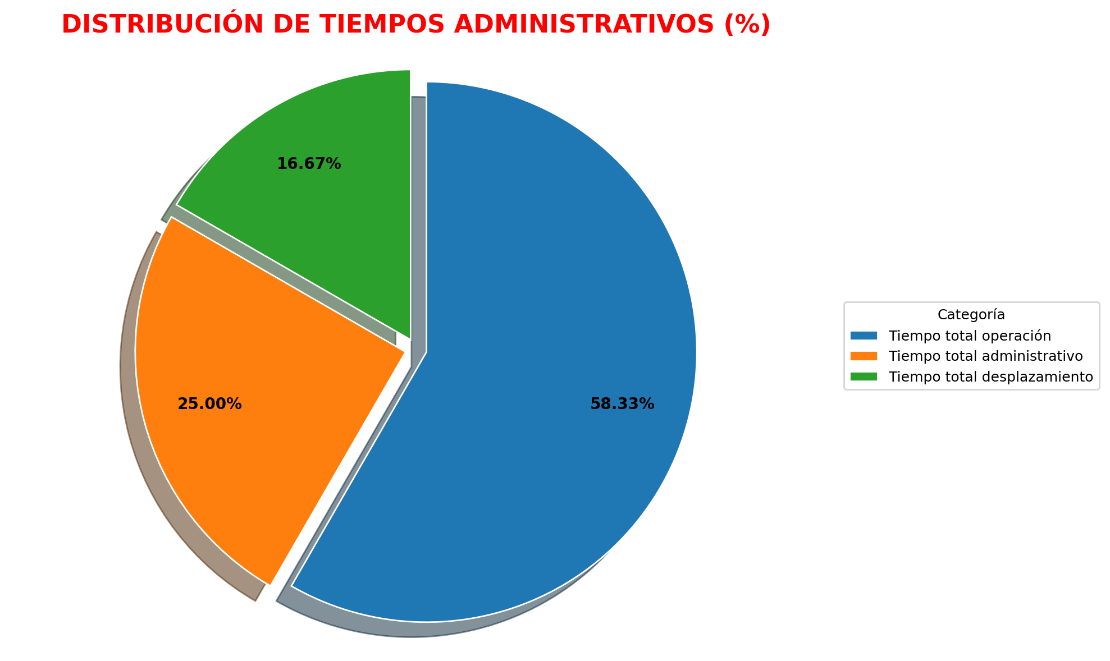 DISTRIBUCIÓN DE TIEMPOS ADMINISTRATIVOS (%)
16.67%
25.00%
58.33%
Categoría
Tiempo total operación
Tiempo total administrativo
Tiempo total desplazamiento